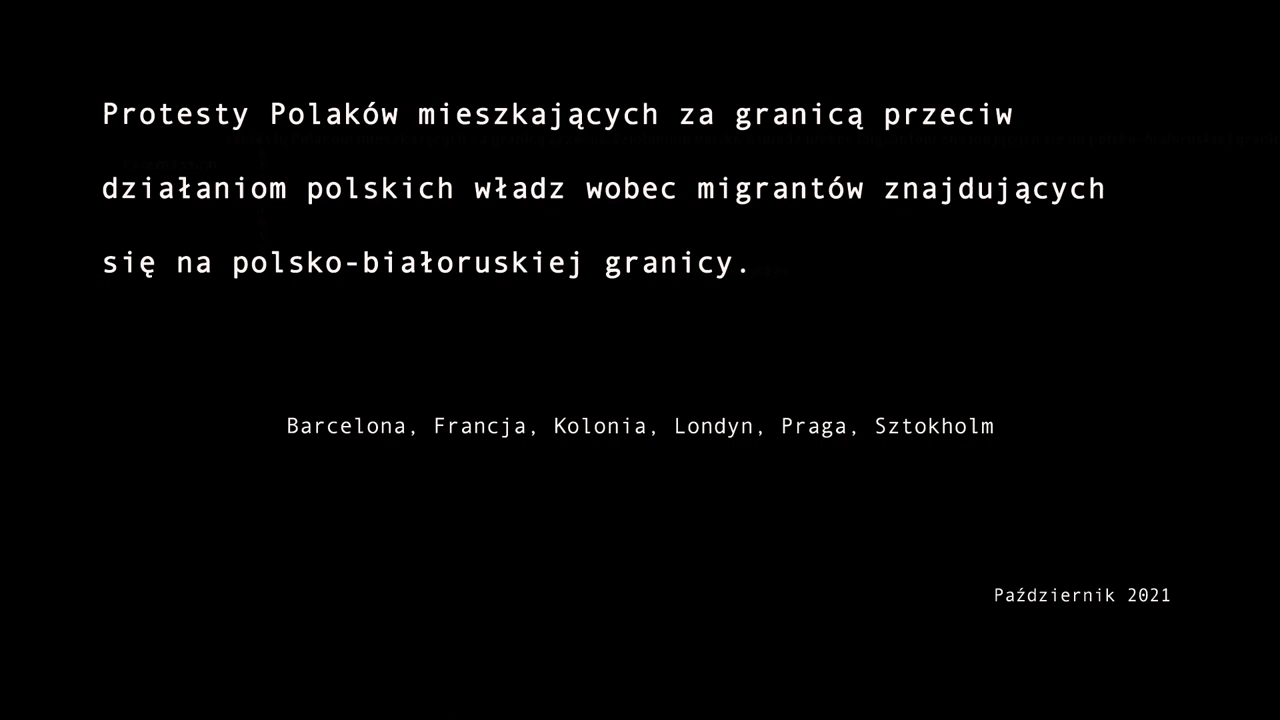 Protesty Polaków mieszkających za granicą przeciw
działaniom polskich władz wobec migrantów znajdujących
się na polsko-białoruskiej granicy.
Barcelona, Francja, Kolonia, Londyn, Praga, Sztokholm
Październik 2021